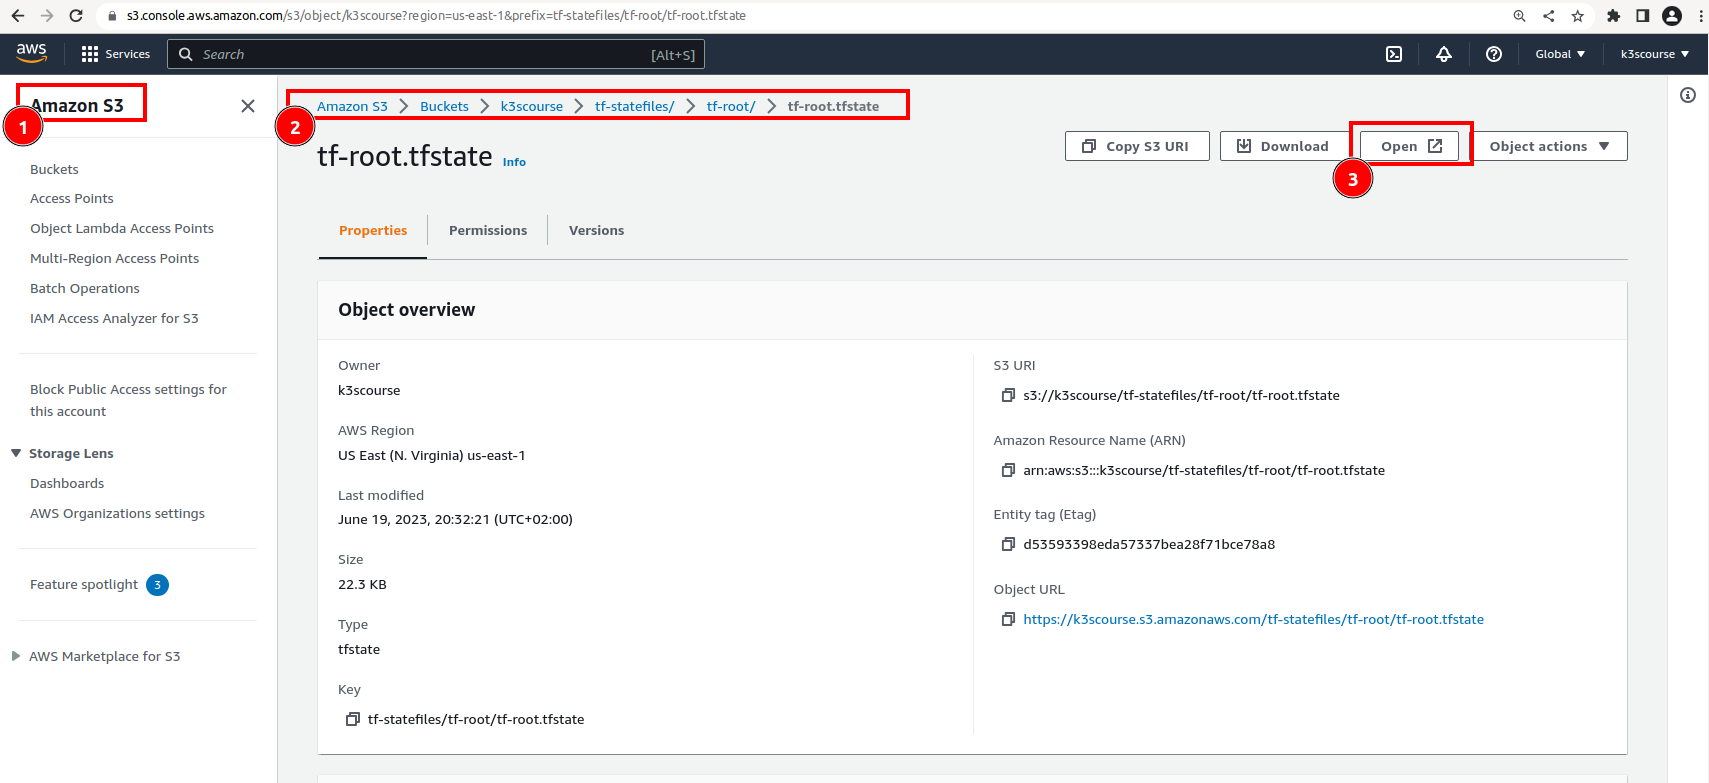 s3.console.aws.amazon.com/s3/object/k3scourse?region=us-east-1&prefix=tf-statefiles/tf-root/tf-root.tfstate
aws Services Search [Alt+S] Global k3scourse
Amazon S3
1
Buckets
Access Points
Object Lambda Access Points
Multi-Region Access Points
Batch Operations
IAM Access Analyzer for S3
Block Public Access settings for
this account
Storage Lens
Dashboards
AWS Organizations settings
Feature spotlight 3
AWS Marketplace for S3
Amazon S3 Buckets k3scourse tf-statefiles/ tf-root/ tf-root.tfstate
2
tf-root.tfstate Info
Copy S3 URI Download Open Object actions
3
Properties Permissions Versions
Object overview
Owner
k3scourse
AWS Region
US East (N. Virginia) us-east-1
Last modified
June 19, 2023, 20:32:21 (UTC+02:00)
Size
22.3 KB
Type
tfstate
Key
tf-statefiles/tf-root/tf-root.tfstate
S3 URI
s3://k3scourse/tf-statefiles/tf-root/tf-root.tfstate
Amazon Resource Name (ARN)
arn:aws:s3:::k3scourse/tf-statefiles/tf-root/tf-root.tfstate
Entity tag (Etag)
d53593398eda57337bea28f71bce78a8
Object URL
https://k3scourse.s3.amazonaws.com/tf-statefiles/tf-root/tf-root.tfstate